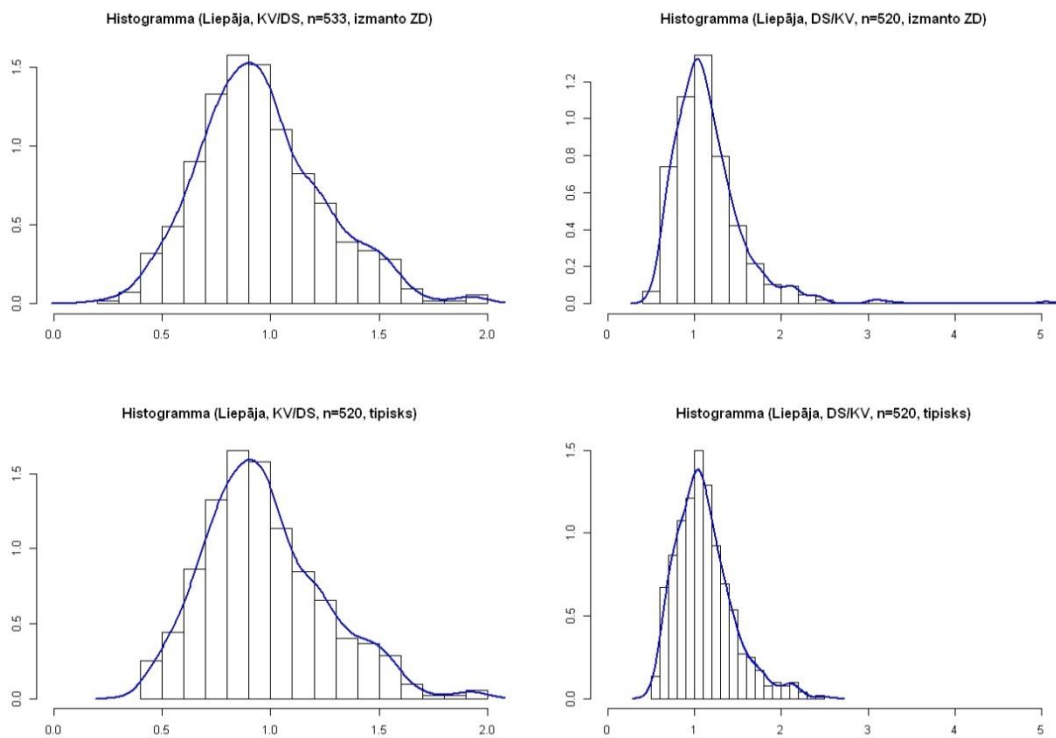 Histogramma (Liepāja, KV/DS, n=533, izmanto ZD)
0.0 0.5 1.0 1.5
0.0 0.5 1.0 1.5 2.0
Histogramma (Liepāja, DS/KV, n=520, izmanto ZD)
0.0 0.2 0.4 0.6 0.8 1.2
0 1 2 3 4 5
Histogramma (Liepāja, KV/DS, n=520, tipisks)
0.0 0.5 1.0 1.5
0.0 0.5 1.0 1.5 2.0
Histogramma (Liepāja, DS/KV, n=520, tipisks)
0.0 0.5 1.0 1.5
0 1 2 3 4 5